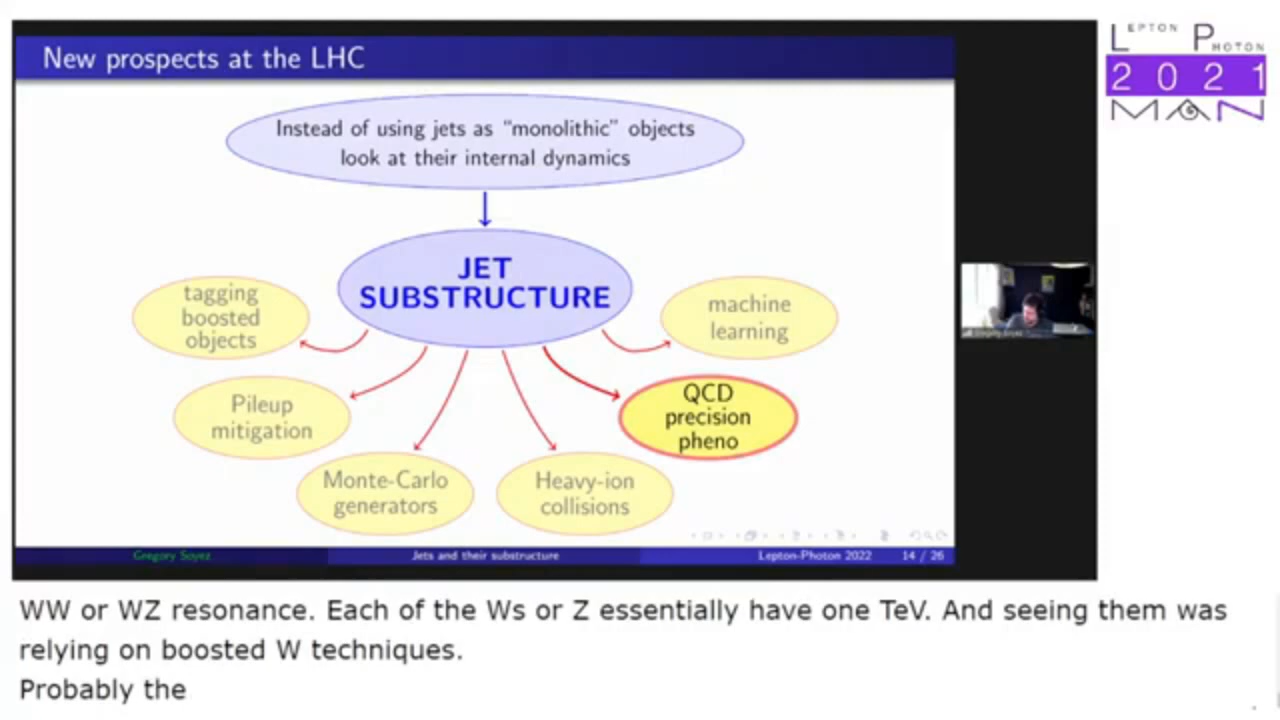 New prospects at the LHC
Instead of using jets as "monolithic" objects
look at their internal dynamics
JET
SUBSTRUCTURE
tagging
boosted
objects
machine
learning
Pileup
mitigation
QCD
precision
pheno
Monte-Carlo
generators
Heavy-ion
collisions
Gregory Soyez
Jets and their substructure
Lepton-Photon 2022
14 / 26
LEPTON PHOTON
2021
MAN
WW or WZ resonance. Each of the Ws or Z essentially have one TeV. And seeing them was
relying on boosted W techniques.
Probably the